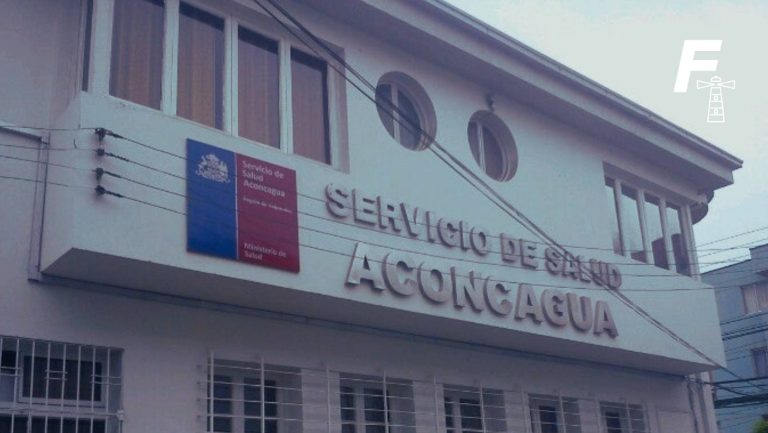 F
Servicio de
Salud
Aconcagua
Región de Valparaíso
Ministerio de
Salud
SERVICIO DE SALUD
ACONCAGUA